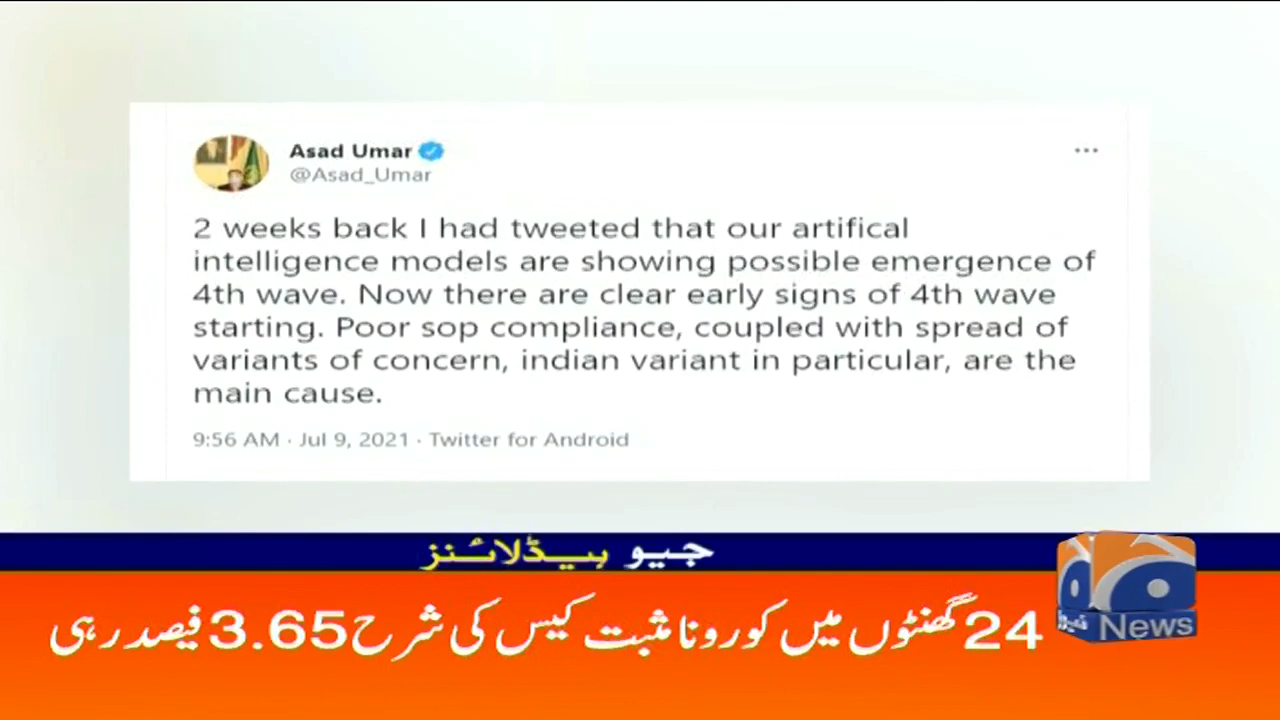 Asad Umar
@Asad_Umar
2 weeks back I had tweeted that our artifical
intelligence models are showing possible emergence of
4th wave. Now there are clear early signs of 4th wave
starting. Poor sop compliance, coupled with spread of
variants of concern, indian variant in particular, are the
main cause.
9:56 AM · Jul 9, 2021 · Twitter for Android
جیو ہیڈلائنز
24 گھنٹوں میں کورونا مثبت کیس کی شرح 3.65 فیصد رہی
نیوز News